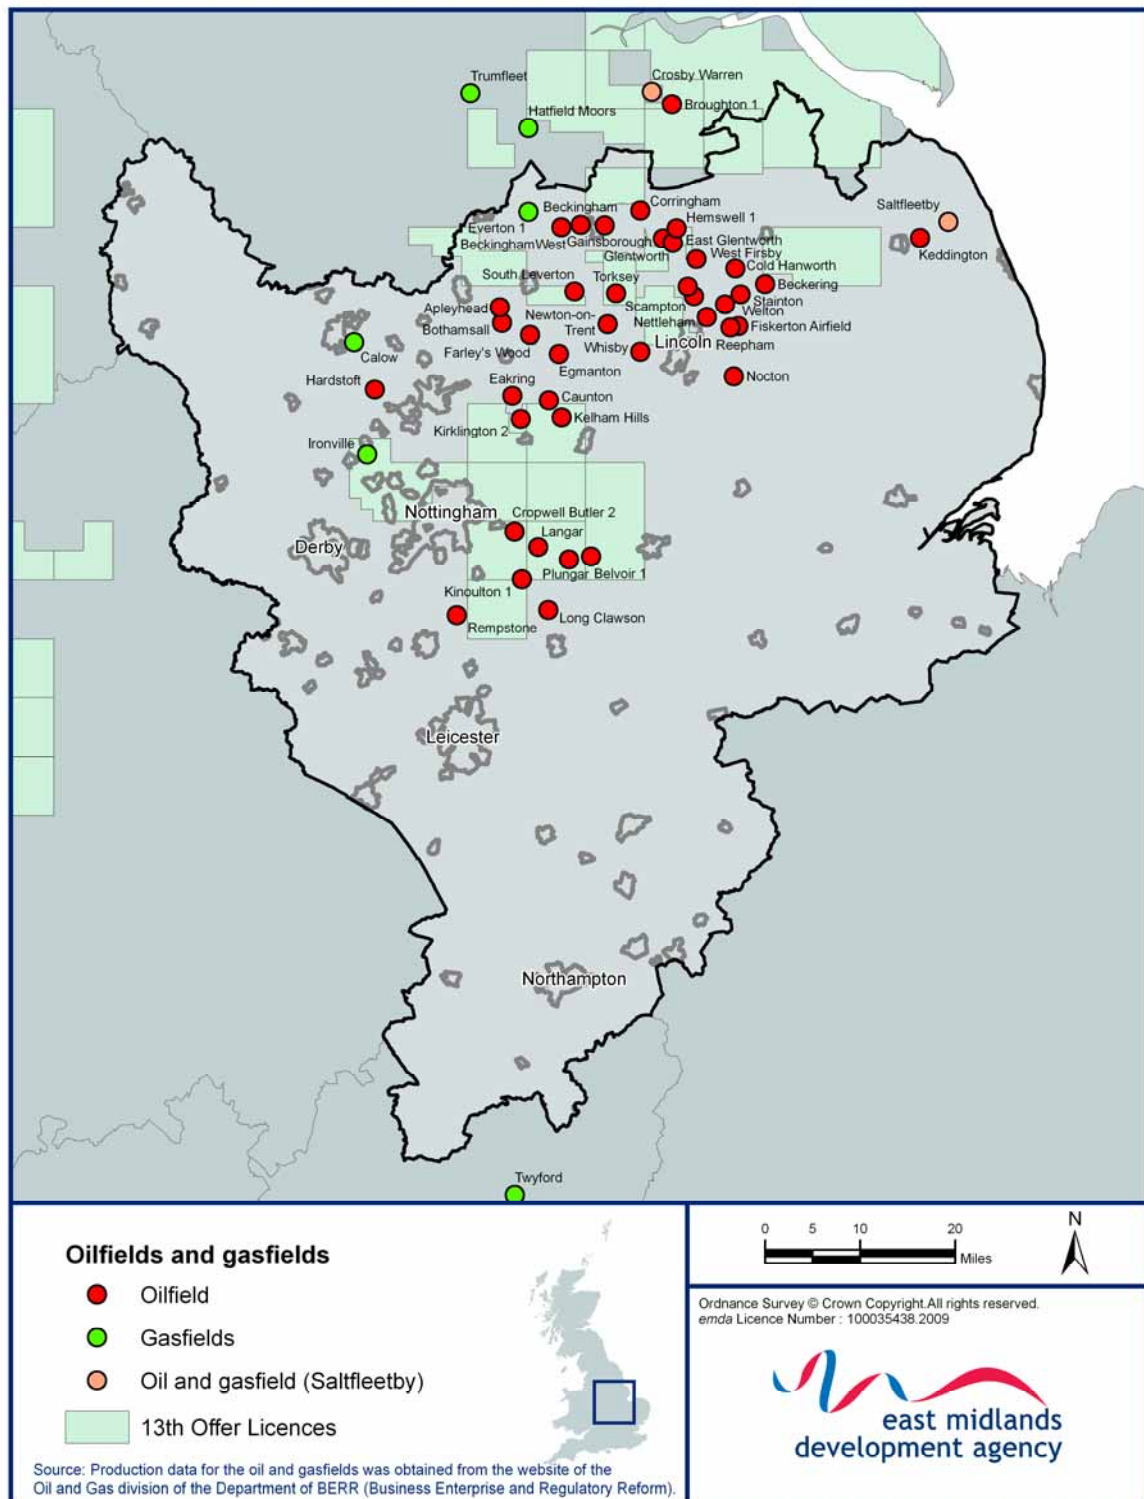 Trumfleet
Crosby Warren
Hatfield Moors
Broughton 1
Saltfleetby
Corringham
Beckingham
Hemswell 1
Everton 1
BeckinghamWest
Gainsborough
East Glentworth
Keddington
Glentworth
West Firsby
Cold Hanworth
South Leverton
Torksey
Beckering
Stainton
Apleyhead
Scampton
Welton
Newton-on-
Trent
Bothamsall
Nettleham
Fiskerton Airfield
Lincoln
Reepham
Farley's Wood
Whisby
Calow
Egmanton
Nocton
Hardstoft
Eakring
Caunton
Kirklington 2
Kelham Hills
Ironville
Nottingham
Cropwell Butler 2
Langar
Derby
Plungar
Belvoir 1
Kinoulton 1
Long Clawson
Rempstone
Leicester
Northampton
Twyford
Oilfields and gasfields
Oilfield
Gasfields
Oil and gasfield (Saltfleetby)
13th Offer Licences
Source: Production data for the oil and gasfields was obtained from the website of the
Oil and Gas division of the Department of BERR (Business Enterprise and Regulatory Reform).
0 5 10 20
Miles
N
Ordnance Survey © Crown Copyright.All rights reserved.
emda Licence Number : 100035438.2009
east midlands
development agency